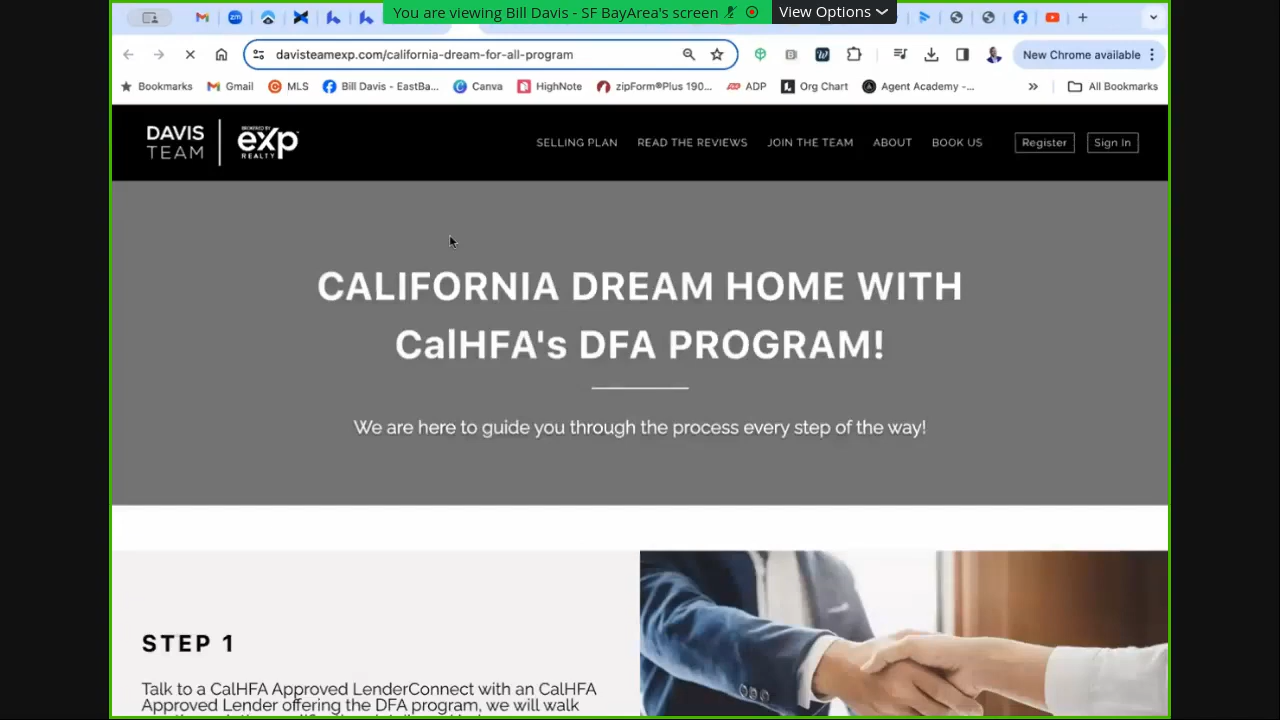 You are viewing Bill Davis - SF BayArea's screen
View Options
davisteamexp.com/california-dream-for-all-program
New Chrome available
Bookmarks
Gmail
MLS
Bill Davis - EastBa...
Canva
HighNote
zipForm®Plus 190...
ADP
Org Chart
Agent Academy -...
»
All Bookmarks
DAVIS
TEAM
BROKERED BY
exp
REALTY
SELLING PLAN
READ THE REVIEWS
JOIN THE TEAM
ABOUT
BOOK US
Register
Sign In
CALIFORNIA DREAM HOME WITH
CalHFA's DFA PROGRAM!
We are here to guide you through the process every step of the way!
STEP 1
Talk to a CalHFA Approved LenderConnect with an CalHFA
Approved Lender offering the DFA program, we will walk